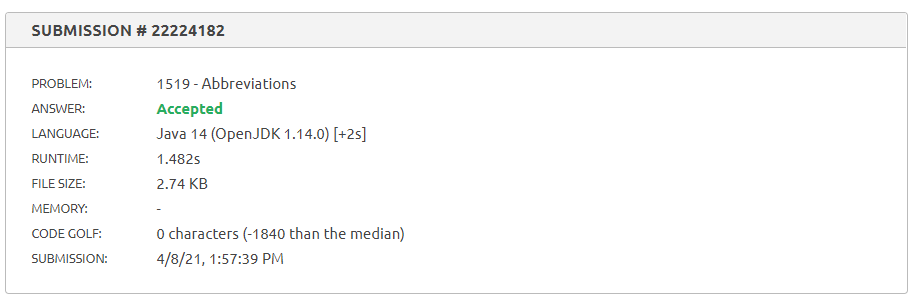 SUBMISSION # 22224182
PROBLEM: 1519 - Abbreviations
ANSWER: Accepted
LANGUAGE: Java 14 (OpenJDK 1.14.0) [+2s]
RUNTIME: 1.482s
FILE SIZE: 2.74 KB
MEMORY: -
CODE GOLF: 0 characters (-1840 than the median)
SUBMISSION: 4/8/21, 1:57:39 PM